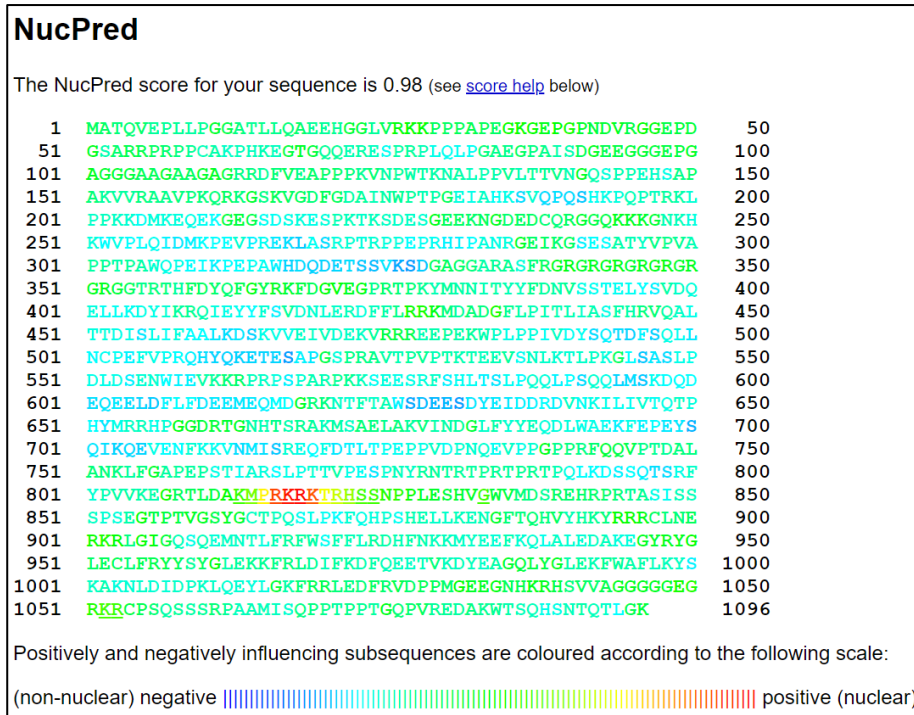 NucPred
The NucPred score for your sequence is 0.98 (see score help below)
1 MATQVEPLLPGGATLLQAEEHGGLVRKKPPPAPEGKGEPGPNDVRGGEPD 50
51 GSARRPRPPCAKPHKEGTGQQERESPRPLQLPGAEGPAISDGEEGGGEPG 100
101 AGGGAAGAAGAGRRDFVEAPPPKVNPWTKNALPPVLTTVNGQSPPEHSAP 150
151 AKVVRAAVPKQRKGSKVGDFGDAINWPTPGEIAHKSVQPQSHKPQPTRKL 200
201 PPKKDMKEQEKGEGSDSKESPKTKSDESGEEKNGDEDCQRGGQKKKGNKH 250
251 KWVPLQIDMKPEVPREKLASRPTRPPEPRHIPANRGEIKGSESATYVPVA 300
301 PPTPAWQPEIKPEPAWHDQDETSSVKSDGAGGARASFRGRGRGRGRGRGR 350
351 GRGGTRTHFDYQFGYRKFDGVEGPRTPKYMNNITYYFDNVSSTELYSVDQ 400
401 ELLKDYIKRQIEYYFSVDNLERDFFLRRKMDADGFLPITLIASFHRVQAL 450
451 TTDISLIFAALKDSKVVEIVDEKVRRREEPEKWPLPPIVDYSQTDFSQLL 500
501 NCPEFVPRQHYQKETESAPGSPRAVTPVPTKTEEVSNLKTLPKGLSASLP 550
551 DLDSENWIEVKKRPRPSPARPKKSEESRFSHLTSLPQQLPSQQLMSKDQD 600
601 EQEELDFLFDEEMEQMDGRKNTFTAWSDEESDYEIDDRDVNKILIVTQTP 650
651 HYMRRHPGGDRTGNHTSRAKMSAELAKVINDGLFYYEQDLWAEKFEPEYS 700
701 QIKQEVENFKKVNMISREQFDTLTPEPPVDPNQEVPPGPPRFQQVPTDAL 750
751 ANKLFGAPEPSTIARSLPTTVPESPNYRNTRTPRTPRTPQLKDSSQTSRF 800
801 YPVVKEGRTLDAKMPRKRKTRHSSNPPLESHVGWVMDSREHRPRTASISS 850
851 SPSEGTPTVGSYGCTPQSLPKFQHPSHELLKENGFTQHVYHKYRRRCLNE 900
901 RKRLGIGQSQEMNTLFRFWSFFLRDHFNKKMYEEFKQLALEDAKEGYRYG 950
951 LECLFRYYSYGLEKKFRLDIFKDFQEETVKDYEAGQLYGLEKFWAFLKYS 1000
1001 KAKNLDIDPKLQEYLGKFRRLEDFRVDPPMGEEGNHKRHSVVAGGGGGEG 1050
1051 RKRCPSQSSSRPAAMISQPPTPPTGQPVREDAKWTSQHSNTQTLGK 1096
Positively and negatively influencing subsequences are coloured according to the following scale:
(non-nuclear) negative positive (nuclear)